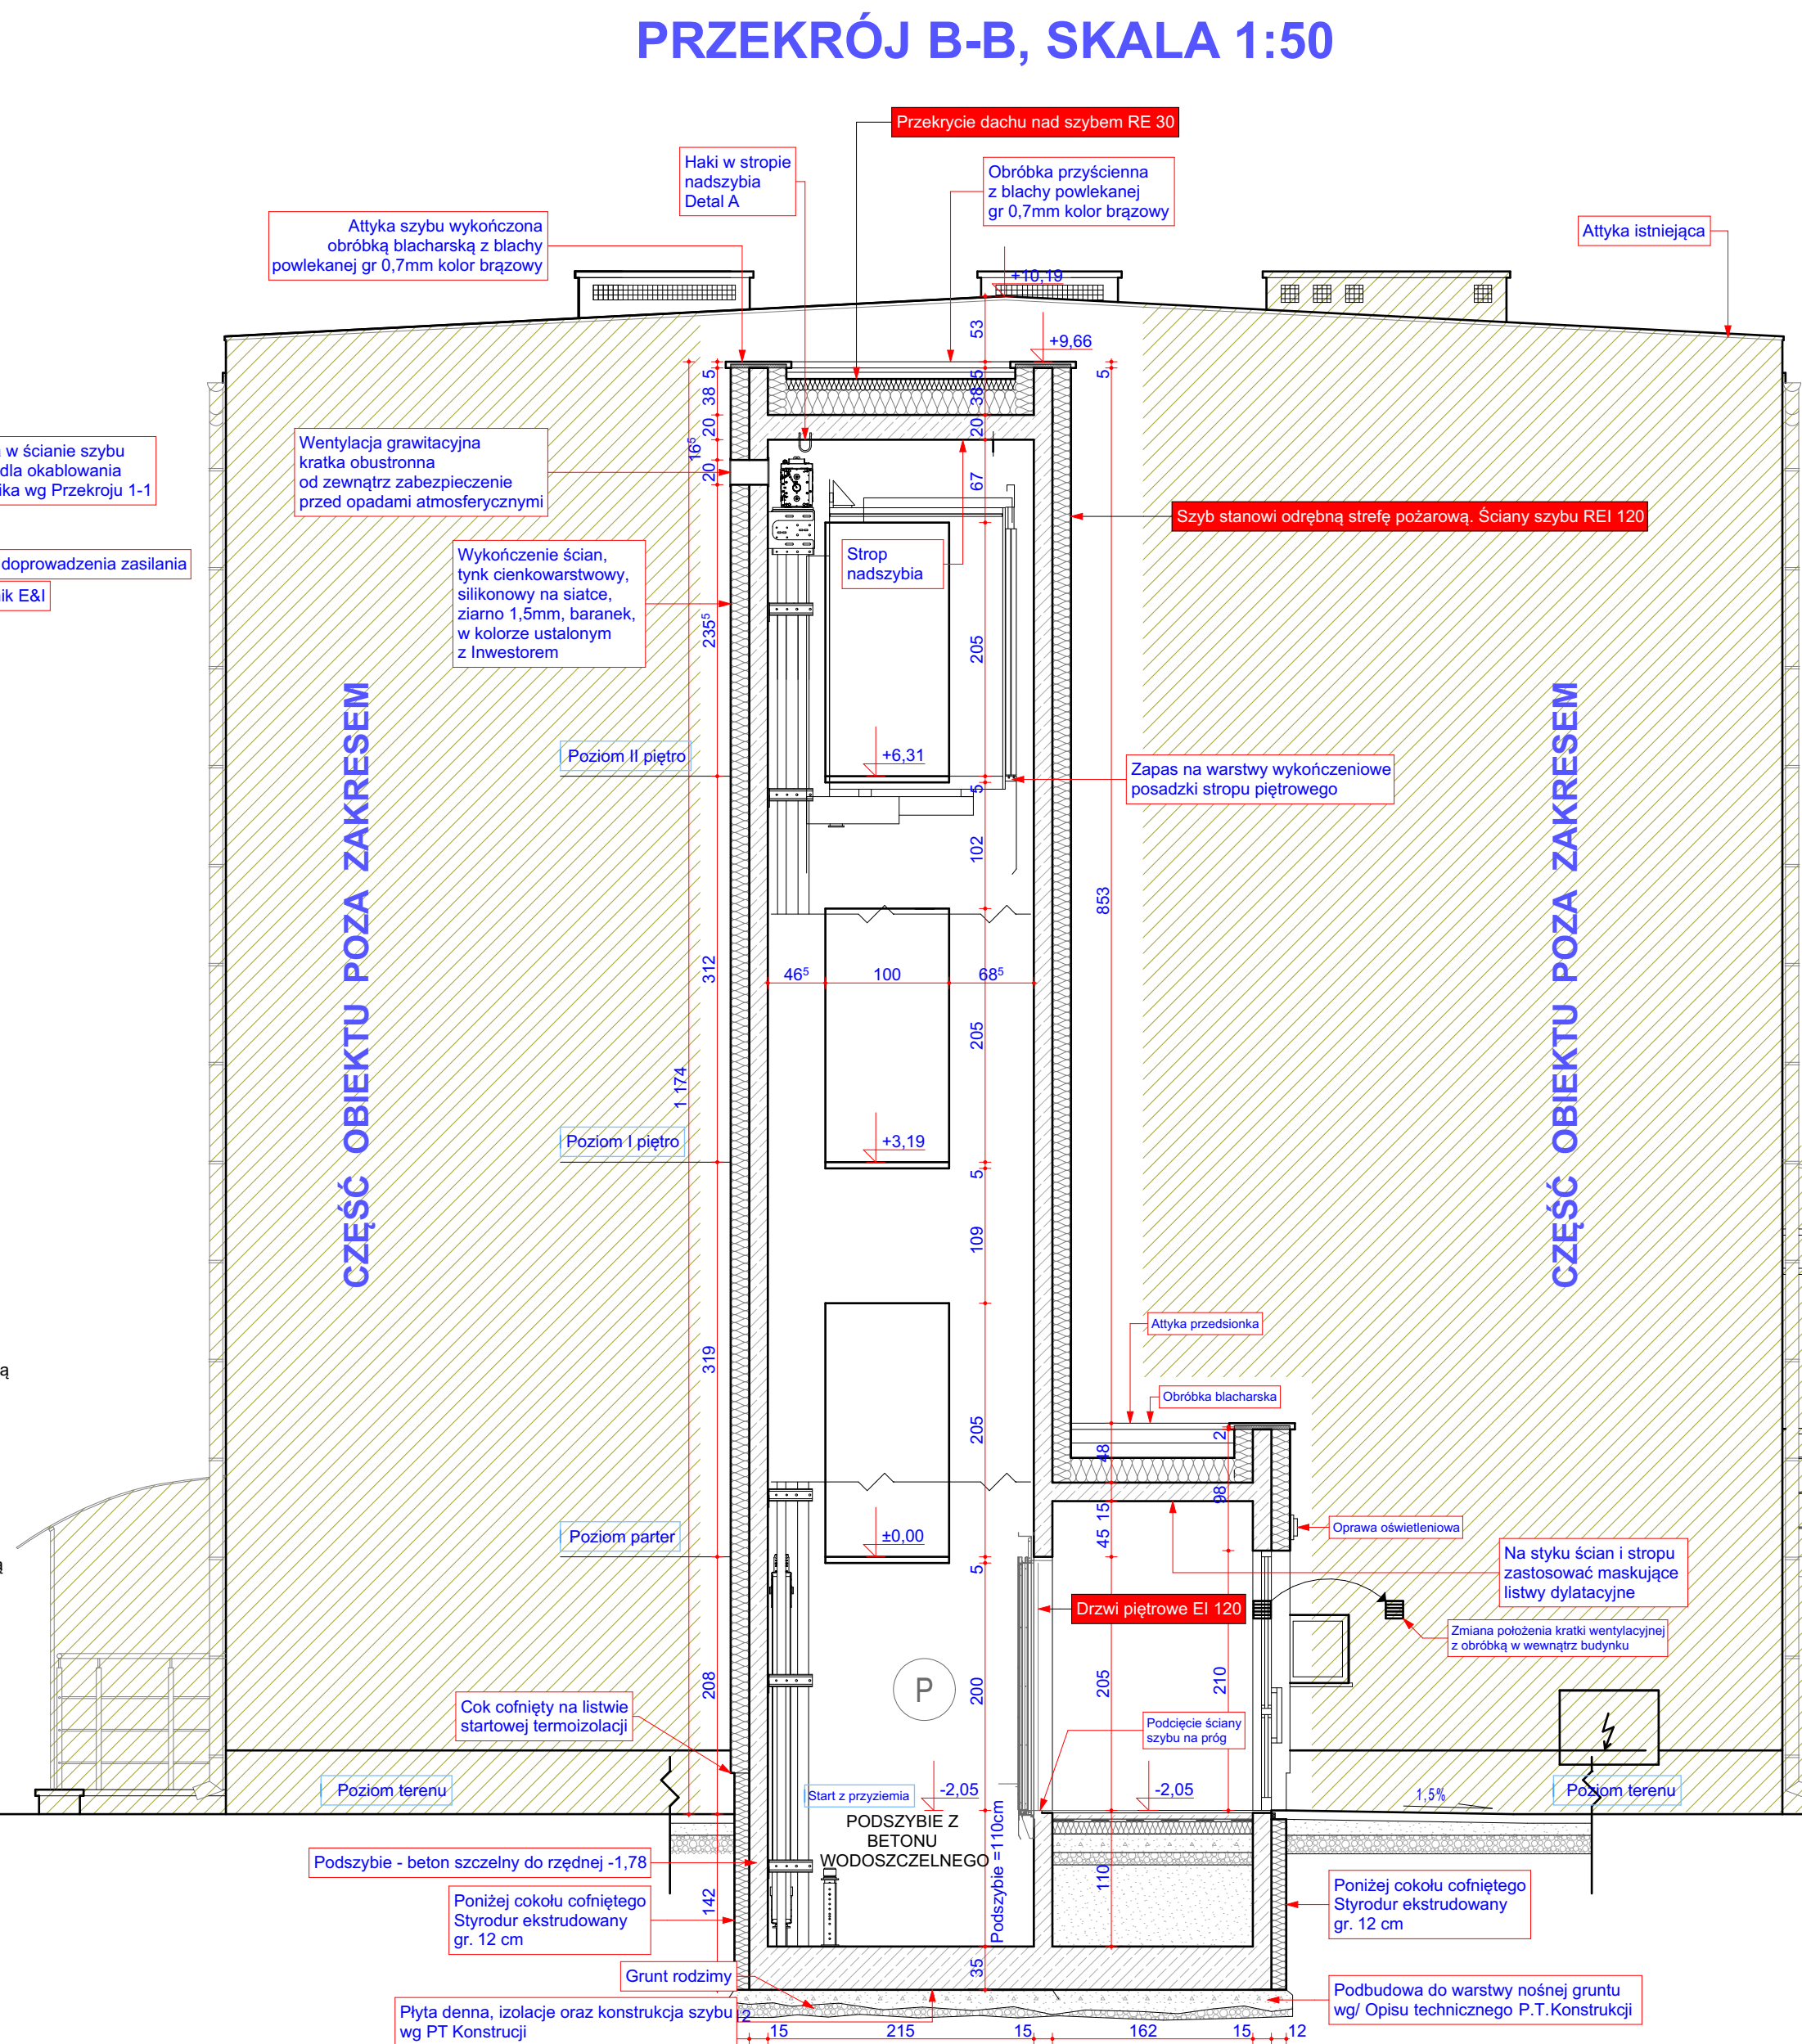 PRZEKRÓJ B-B, SKALA 1:50
Przekrycie dachu nad szybem RE 30
Haki w stropie
nadszybia
Detal A
Obróbka przyścienna
z blachy powlekanej
gr 0,7mm kolor brązowy
Attyka szybu wykończona
obróbką blacharską z blachy
powlekanej gr 0,7mm kolor brązowy
Attyka istniejąca
+10,19
53
+9,66
5
38
20
16⁵
20
5
38
20
67
5
w ścianie szybu
dla okablowania
wg Przekroju 1-1
Wentylacja grawitacyjna
kratka obustronna
od zewnątrz zabezpieczenie
przed opadami atmosferycznymi
Szyb stanowi odrębną strefę pożarową. Ściany szybu REI 120
doprowadzenia zasilania
E&I
Wykończenie ścian,
tynk cienkowarstwowy,
silikonowy na siatce,
ziarno 1,5mm, baranek,
w kolorze ustalonym
z Inwestorem
Strop
nadszybia
235⁵
205
CZĘŚĆ OBIEKTU POZA ZAKRESEM
CZĘŚĆ OBIEKTU POZA ZAKRESEM
Poziom II piętro
+6,31
Zapas na warstwy wykończeniowe
posadzki stropu piętrowego
5
102
853
312
46⁵ 100 68⁵
205
1 174
Poziom I piętro
+3,19
5
109
319
205
Attyka przedsionka
Obróbka blacharska
2
48
98
15
45
Poziom parter
±0,00
5
Oprawa oświetleniowa
Na styku ścian i stropu
zastosować maskujące
listwy dylatacyjne
Drzwi piętrowe EI 120
Zmiana położenia kratki wentylacyjnej
z obróbką w wewnątrz budynku
P
208
200
205
210
Cok cofnięty na listwie
startowej termoizolacji
Podcięcie ściany
szybu na próg
Poziom terenu
Start z przyziemia
-2,05
-2,05
1,5%
Poziom terenu
PODSZYBIE Z
BETONU
WODOSZCZELNEGO
Podszybie =110cm
Podszybie - beton szczelny do rzędnej -1,78
142
110
Poniżej cokołu cofniętego
Styrodur ekstrudowany
gr. 12 cm
Poniżej cokołu cofniętego
Styrodur ekstrudowany
gr. 12 cm
35
Grunt rodzimy
Płyta denna, izolacje oraz konstrukcja szybu
wg PT Konstrucji
Podbudowa do warstwy nośnej gruntu
wg/ Opisu technicznego P.T.Konstrukcji
15 215 15 162 15 12